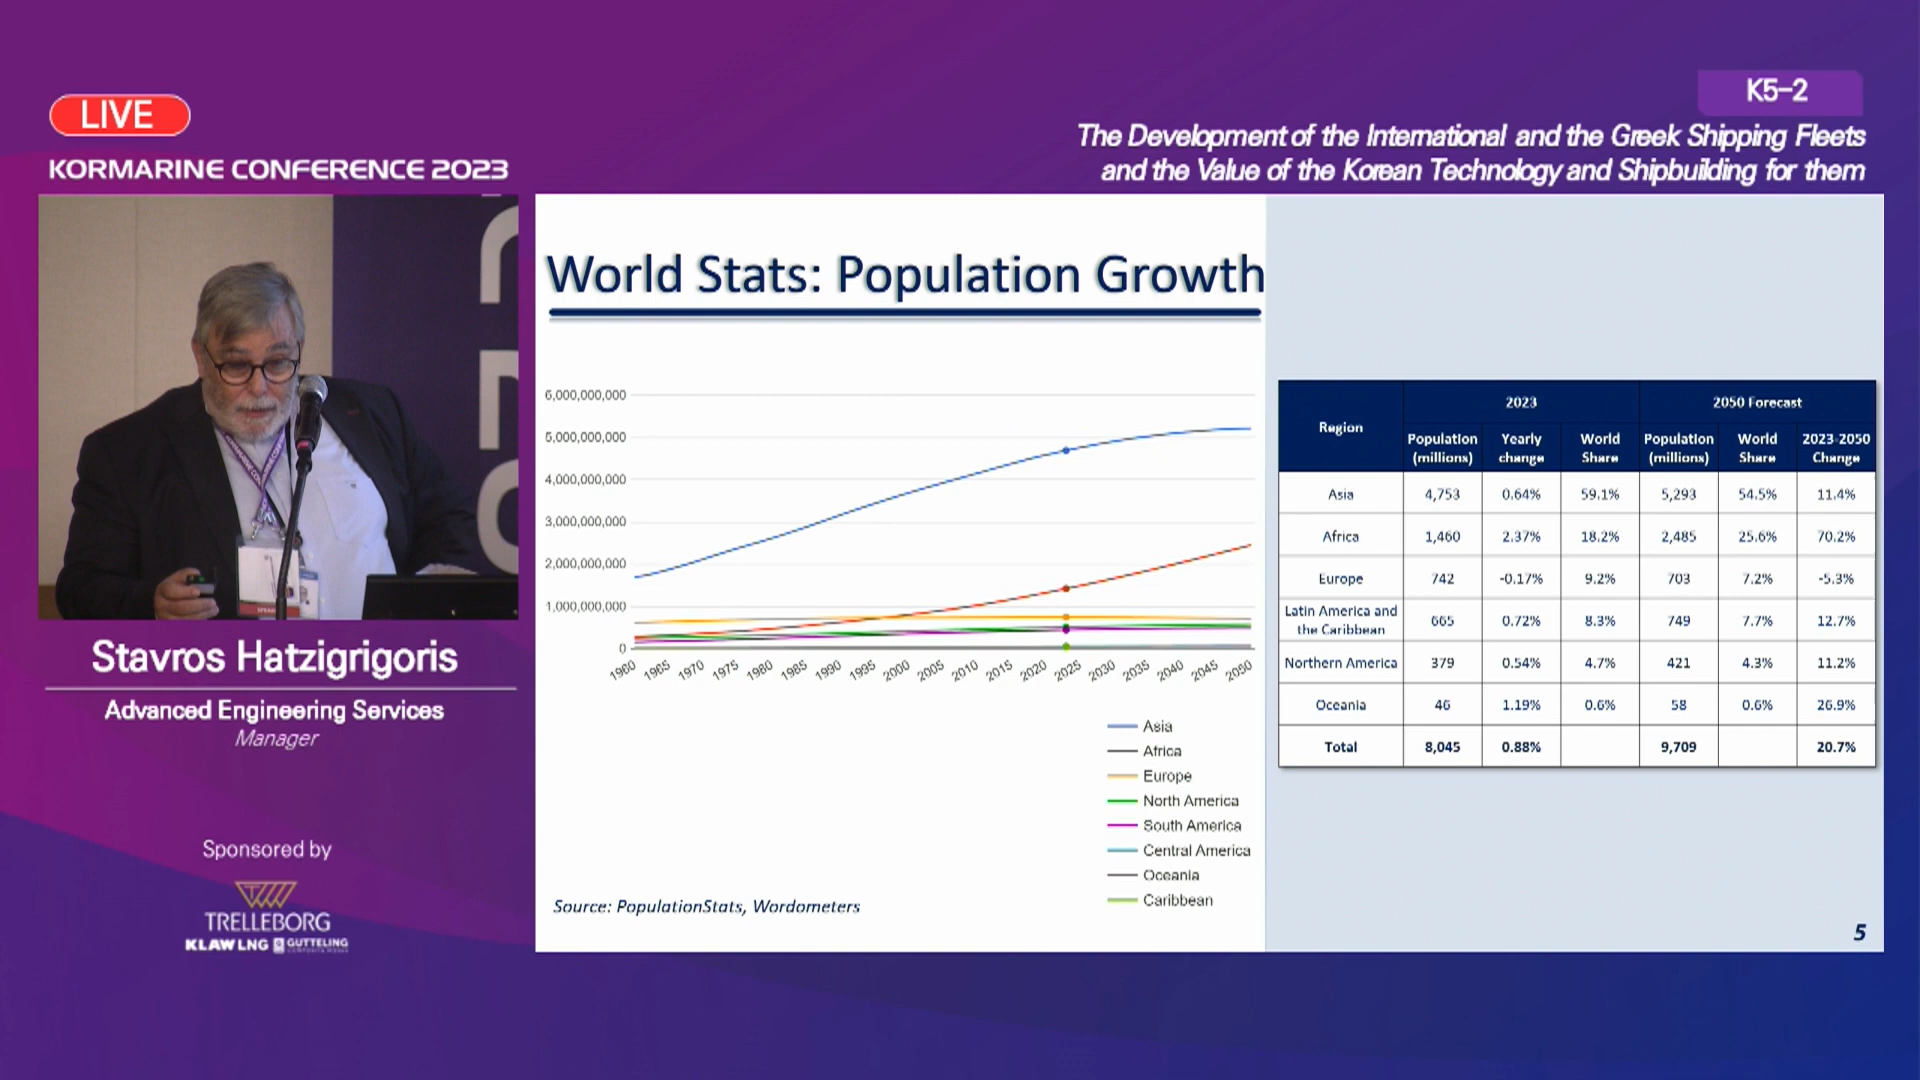 LIVE
KORMARINE CONFERENCE 2023
K5-2
The Development of the International and the Greek Shipping Fleets
and the Value of the Korean Technology and Shipbuilding for them
Stavros Hatzigrigoris
Advanced Engineering Services
Manager
Sponsored by
TRELLEBORG
KLAW LNG GUTTELING
World Stats: Population Growth
6,000,000,000
5,000,000,000
4,000,000,000
3,000,000,000
2,000,000,000
1,000,000,000
0
1960 1965 1970 1975 1980 1985 1990 1995 2000 2005 2010 2015 2020 2025 2030 2035 2040 2045 2050
Asia
Africa
Europe
North America
South America
Central America
Oceania
Caribbean
Source: PopulationStats, Wordometers
Region 2023 2050 Forecast
Population (millions) Yearly change World Share Population (millions) World Share 2023-2050 Change
Asia 4,753 0.64% 59.1% 5,293 54.5% 11.4%
Africa 1,460 2.37% 18.2% 2,485 25.6% 70.2%
Europe 742 -0.17% 9.2% 703 7.2% -5.3%
Latin America and the Caribbean 665 0.72% 8.3% 749 7.7% 12.7%
Northern America 379 0.54% 4.7% 421 4.3% 11.2%
Oceania 46 1.19% 0.6% 58 0.6% 26.9%
Total 8,045 0.88% 9,709 20.7%
5